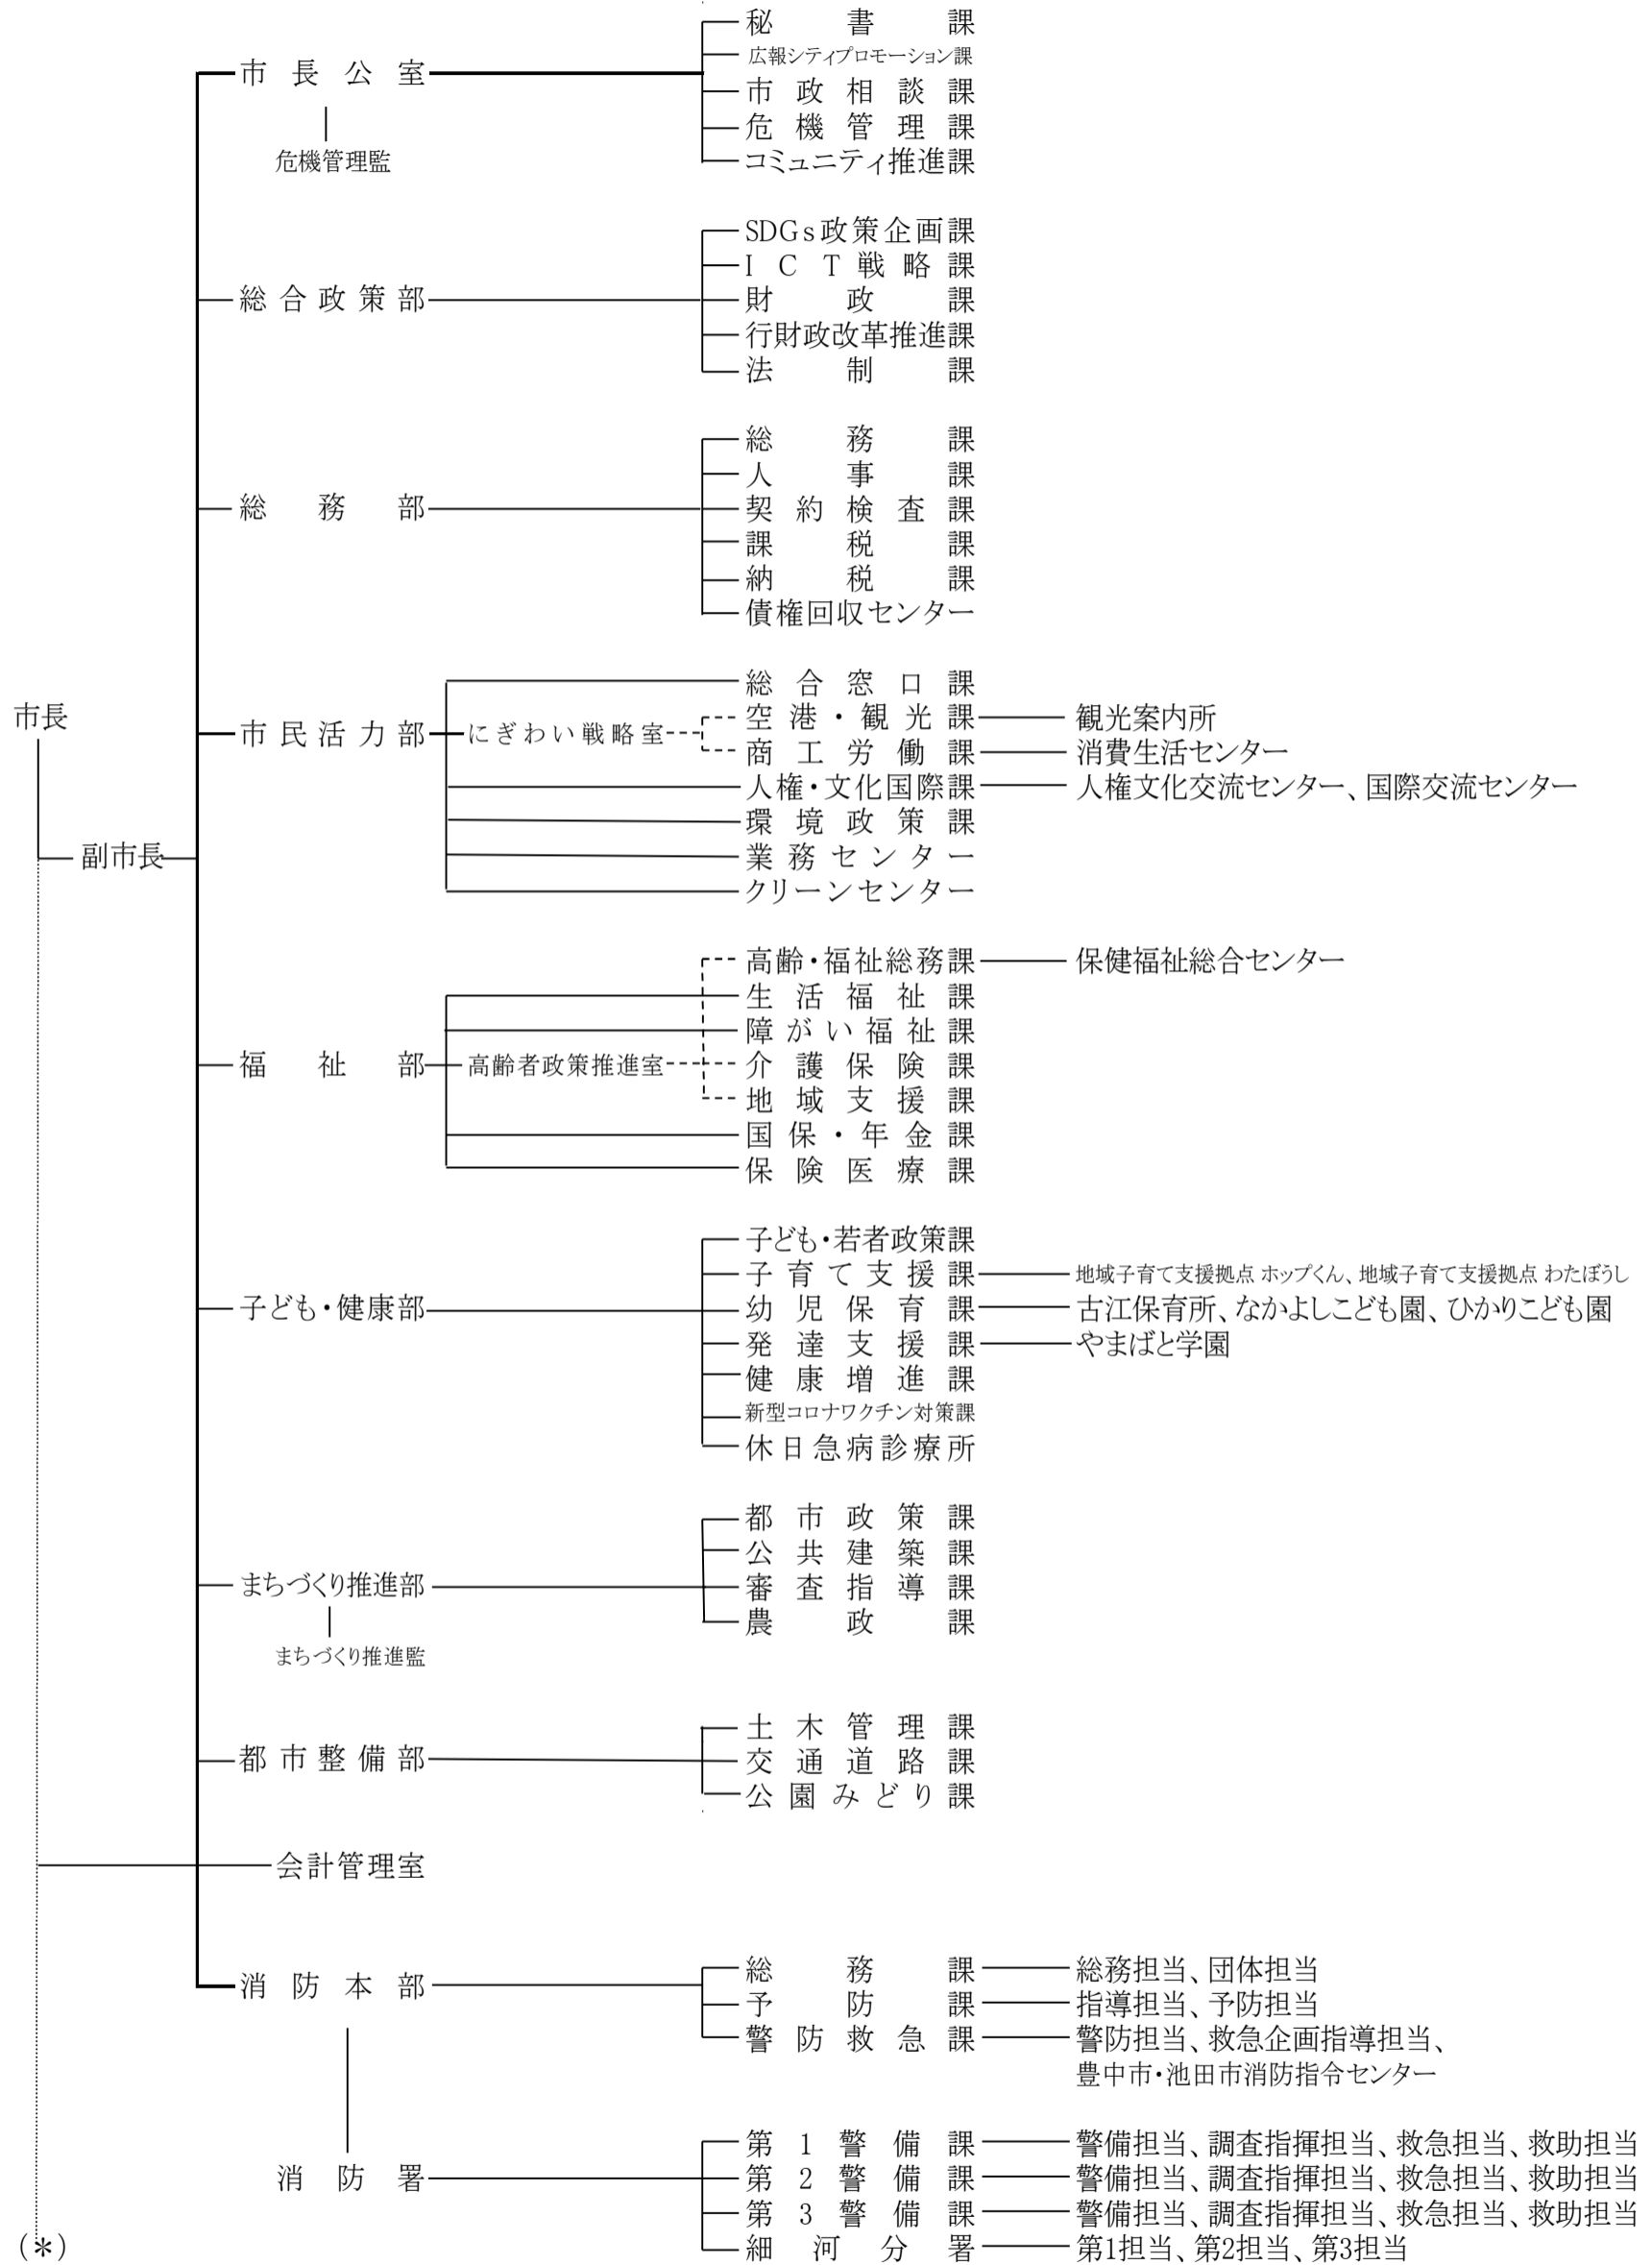 秘書課
広報シティプロモーション課
市長公室
市政相談課
危機管理課
危機管理監
コミュニティ推進課
SDGs政策企画課
ICT戦略課
総合政策部
財政課
行財政改革推進課
法制課
総務課
人事課
総務部
契約検査課
課税課
納税課
債権回収センター
総合窓口課
市長
空港・観光課 観光案内所
市民活力部 にぎわい戦略室
商工労働課 消費生活センター
人権・文化国際課 人権文化交流センター、国際交流センター
環境政策課
副市長
業務センター
クリーンセンター
高齢・福祉総務課 保健福祉総合センター
生活福祉課
障がい福祉課
福祉部 高齢者政策推進室 介護保険課
地域支援課
国保・年金課
保険医療課
子ども・若者政策課
子育て支援課 地域子育て支援拠点 ホップくん、地域子育て支援拠点 わたぼうし
子ども・健康部 幼児保育課 古江保育所、なかよしこども園、ひかりこども園
発達支援課 やまばと学園
健康増進課
新型コロナワクチン対策課
休日急病診療所
都市政策課
公共建築課
まちづくり推進部 審査指導課
農政課
まちづくり推進監
土木管理課
都市整備部 交通道路課
公園みどり課
会計管理室
総務課 総務担当、団体担当
消防本部
予防課 指導担当、予防担当
警防救急課 警防担当、救急企画指導担当、
豊中市・池田市消防指令センター
第1警備課 警備担当、調査指揮担当、救急担当、救助担当
消防署 第2警備課 警備担当、調査指揮担当、救急担当、救助担当
第3警備課 警備担当、調査指揮担当、救急担当、救助担当
(*) 細河分署 第1担当、第2担当、第3担当